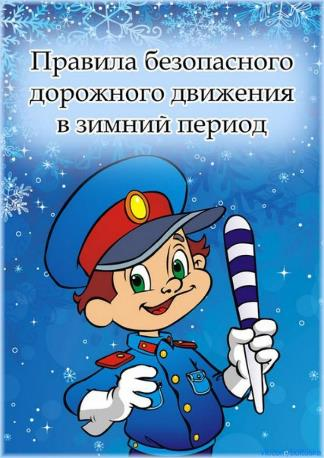 Правила безопасного
дорожного движения
в зимний период